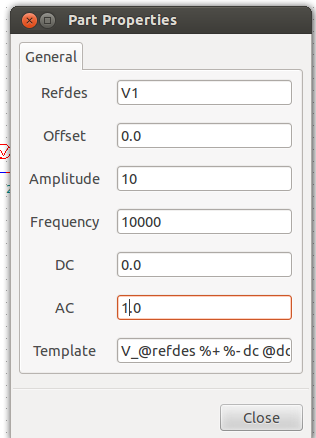 Part Properties
General
Refdes V1
Offset 0.0
Amplitude 10
Frequency 10000
DC 0.0
AC 1.0
Template V_@refdes %+ %- dc @dc
Close